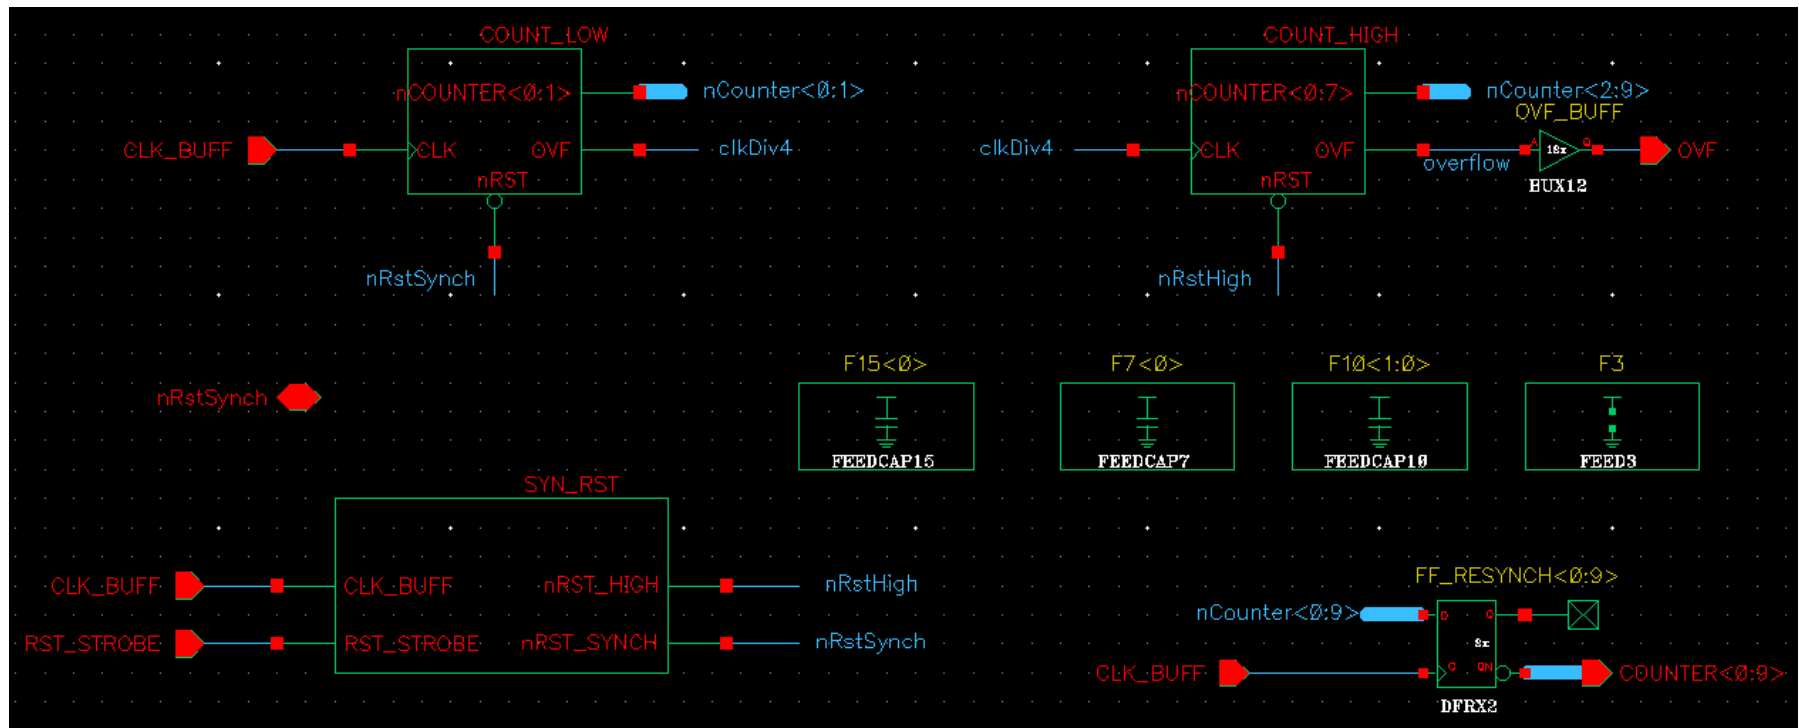 COUNT_LOW
nCOUNTER<0:1>
nCounter<0:1>
CLK_BUFF
CLK
OVF
clkDiv4
nRST
nRstSynch
COUNT_HIGH
nCOUNTER<0:7>
nCounter<2:9>
OVF_BUFF
clkDiv4
CLK
OVF
overflow
A
18x
Q
OVF
BUX12
nRST
nRstHigh
nRstSynch
F15<0>
FEEDCAP15
F7<0>
FEEDCAP7
F10<1:0>
FEEDCAP10
F3
FEED3
SYN_RST
CLK_BUFF
CLK_BUFF
nRST_HIGH
nRstHigh
RST_STROBE
RST_STROBE
nRST_SYNCH
nRstSynch
FF_RESYNCH<0:9>
nCounter<0:9>
D
Q
8x
CLK_BUFF
C
QN
COUNTER<0:9>
DFRX2